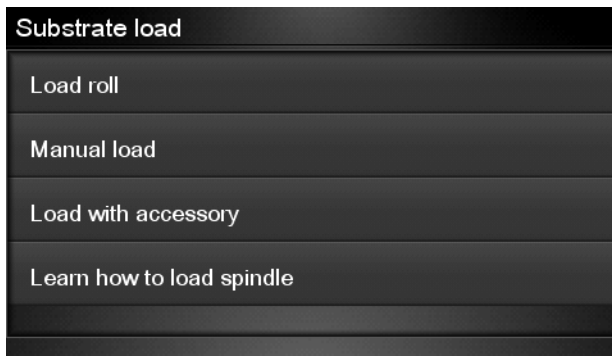 Substrate load
Load roll
Manual load
Load with accessory
Learn how to load spindle